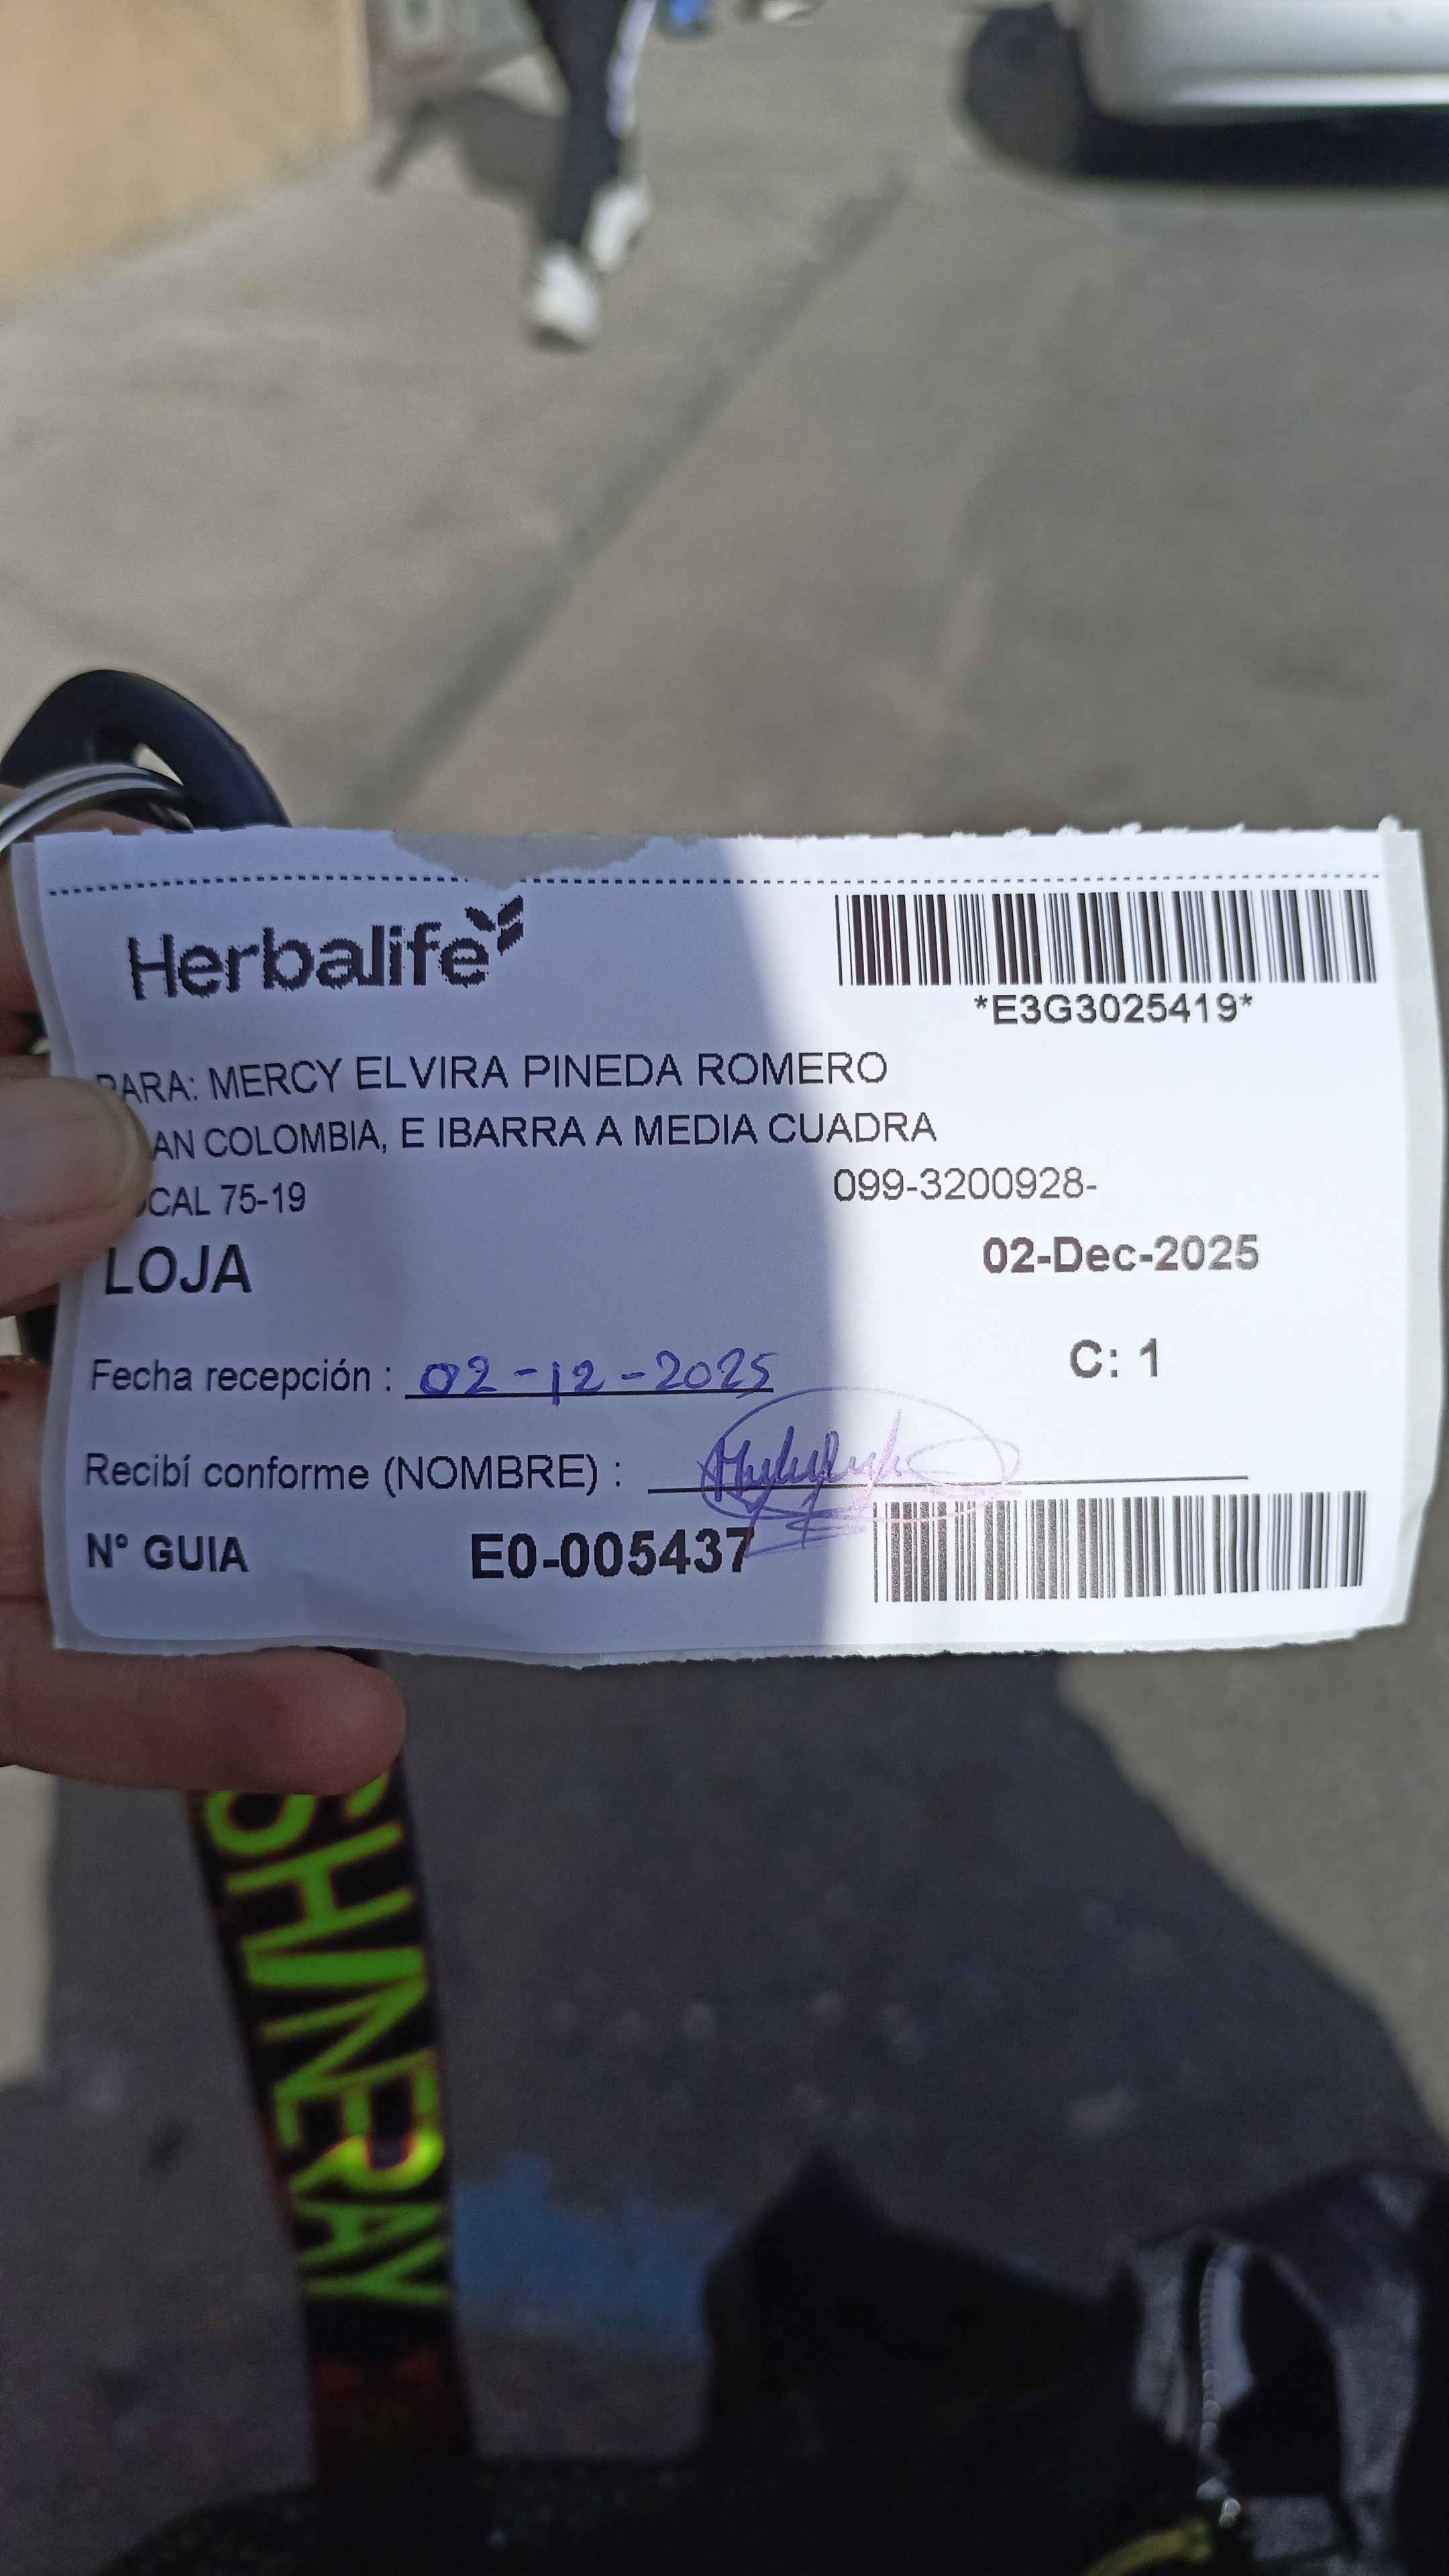 Herbalife
*E3G3025419*
PARA: MERCY ELVIRA PINEDA ROMERO
AN COLOMBIA, E IBARRA A MEDIA CUADRA
CAL 75-19
099-3200928-
LOJA
02-Dec-2025
Fecha recepción : 02-12-2025
C: 1
Recibí conforme (NOMBRE) :
N° GUIA E0-005437
SHINERAY